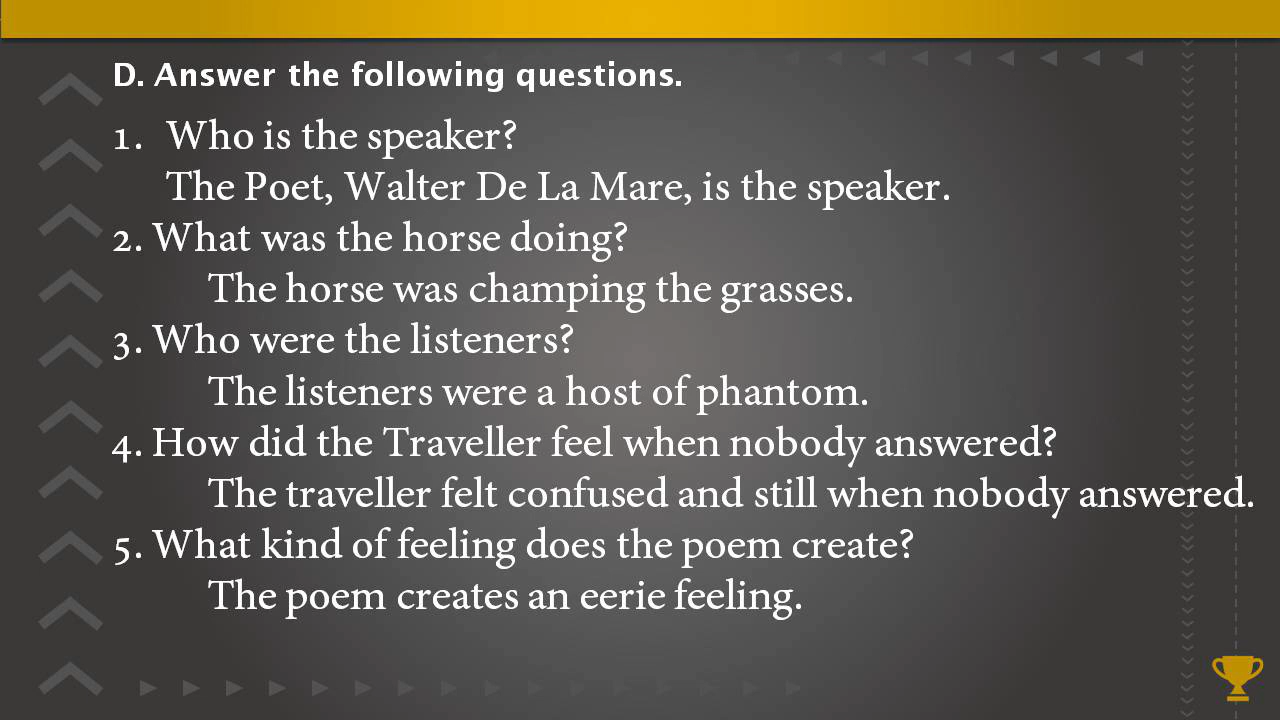 D. Answer the following questions.
1. Who is the speaker?
The Poet, Walter De La Mare, is the speaker.
2. What was the horse doing?
The horse was champing the grasses.
3. Who were the listeners?
The listeners were a host of phantom.
4. How did the Traveller feel when nobody answered?
The traveller felt confused and still when nobody answered.
5. What kind of feeling does the poem create?
The poem creates an eerie feeling.